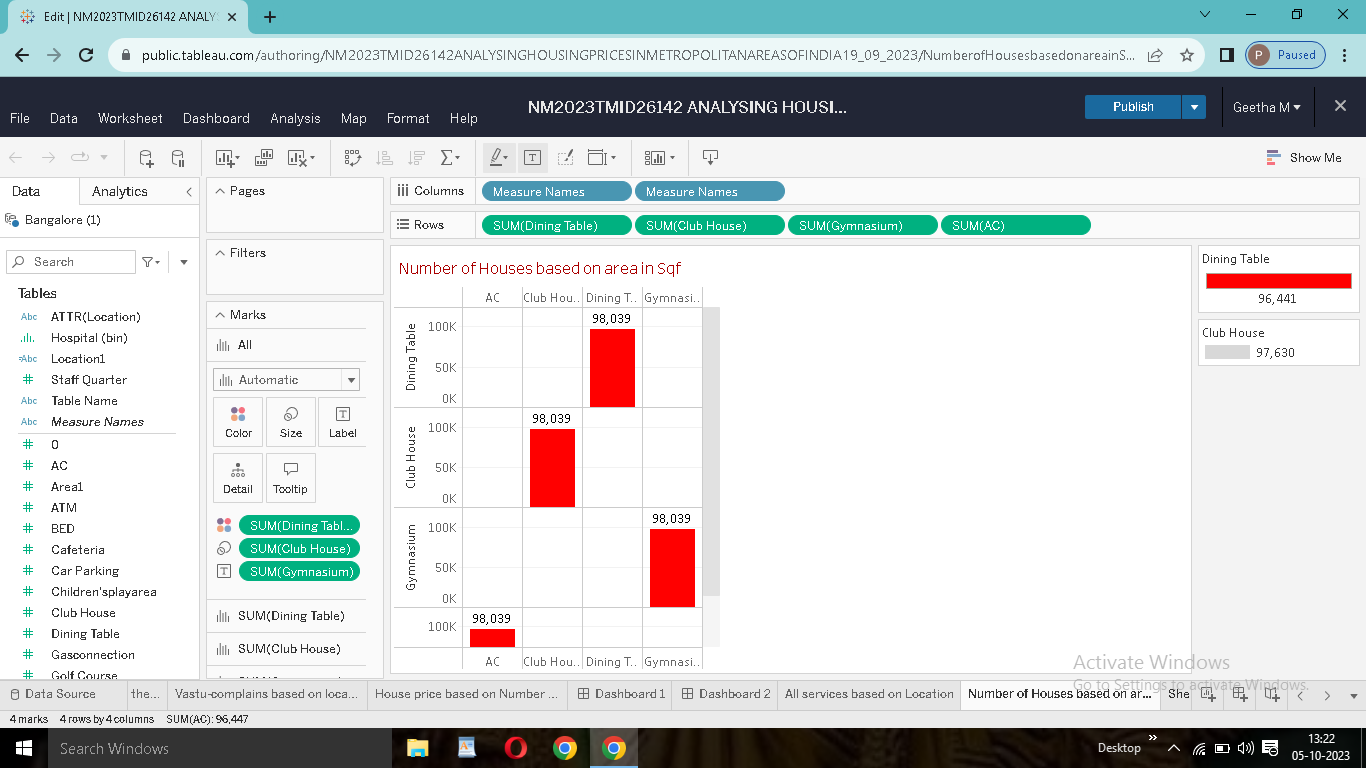 Edit | NM2023TMID26142 ANALYS
public.tableau.com/authoring/NM2023TMID26142ANALYSINGHOUSINGPRICESINMETROPOLITANAREASOFINDIA19_09_2023/NumberofHousesbasedonareainS...
P Paused
NM2023TMID26142 ANALYSING HOUSI...
Publish
Geetha M
File Data Worksheet Dashboard Analysis Map Format Help
Show Me
Data Analytics
Pages
Columns Measure Names Measure Names
Bangalore (1)
Rows SUM(Dining Table) SUM(Club House) SUM(Gymnasium) SUM(AC)
Search
Filters
Tables
Abc ATTR(Location)
Hospital (bin)
=Abc Location1
# Staff Quarter
Abc Table Name
Abc Measure Names
# 0
# AC
# Area1
# ATM
# BED
# Cafeteria
# Car Parking
# Children'splayarea
# Club House
# Dining Table
# Gasconnection
# Golf Course
Marks
All
Automatic
Color Size Label
Detail Tooltip
SUM(Dining Tabl...
SUM(Club House)
SUM(Gymnasium)
SUM(Dining Table)
SUM(Club House)
Number of Houses based on area in Sqf
AC Club Hou.. Dining T.. Gymnasi..
Dining Table
100K
50K
0K
98,039
Club House
100K
50K
0K
98,039
Gymnasium
100K
50K
0K
98,039
100K
98,039
AC Club Hou.. Dining T.. Gymnasi..
Dining Table
96,441
Club House
97,630
Activate Windows
Go to Settings to activate Windows.
Data Source the... Vastu-complains based on loca... House price based on Number ... Dashboard 1 Dashboard 2 All services based on Location Number of Houses based on ar... She
4 marks 4 rows by 4 columns SUM(AC): 96,447
Search Windows
Desktop
13:22
05-10-2023